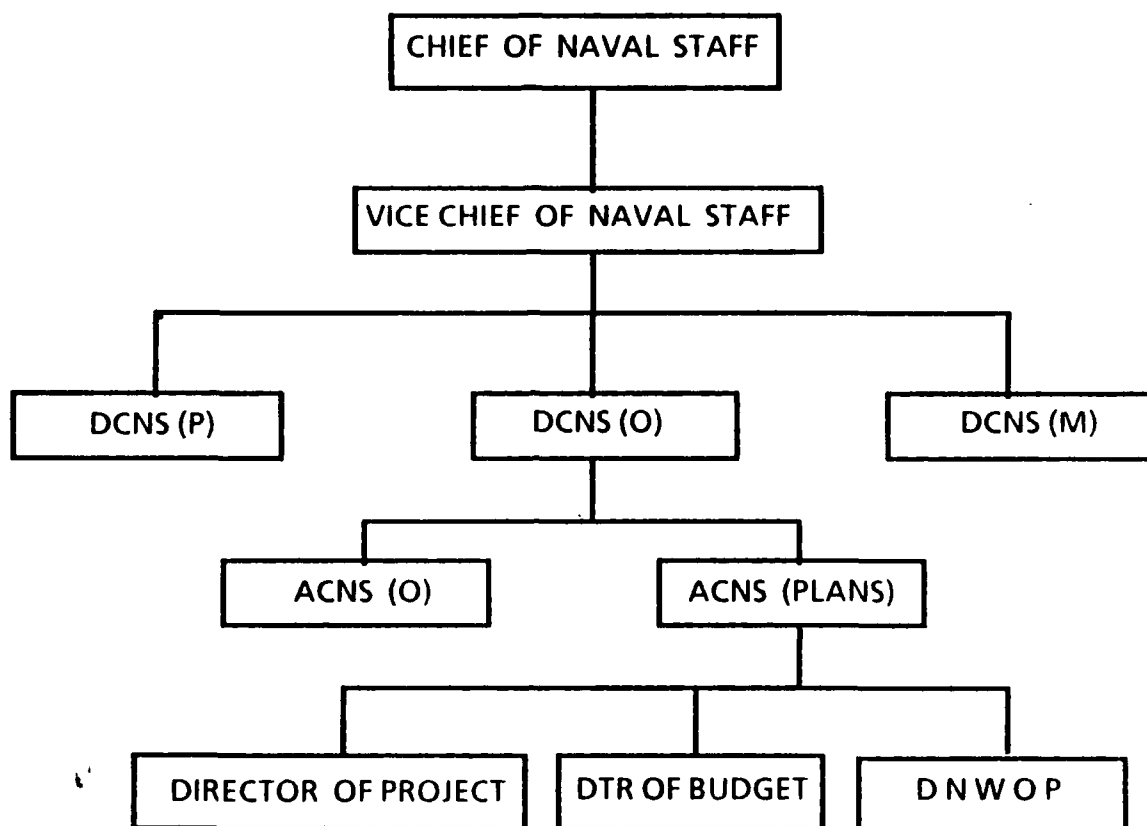 CHIEF OF NAVAL STAFF
VICE CHIEF OF NAVAL STAFF
DCNS (P)
DCNS (O)
DCNS (M)
ACNS (O)
ACNS (PLANS)
DIRECTOR OF PROJECT
DTR OF BUDGET
D N W O P